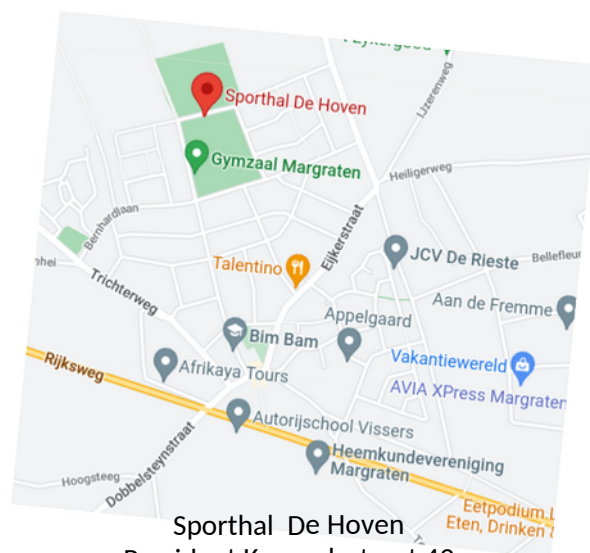 Sporthal De Hoven
Gymzaal Margraten
IJzerenweg
Heiligerweg
Bernhardlaan
Eijkerstraat
JCV De Rieste
Talentino
Trichterweg
Aan de Fremme
Appelgaard
Bim Bam
Vakantiewereld
Rijksweg
Afrikaya Tours
AVIA XPress Margraten
Autorijschool Vissers
Heemkundevereniging
Margraten
Hoogsteeg
Dobbelsteynstraat
Eetpodium
Eten, Drinken
Sporthal De Hoven